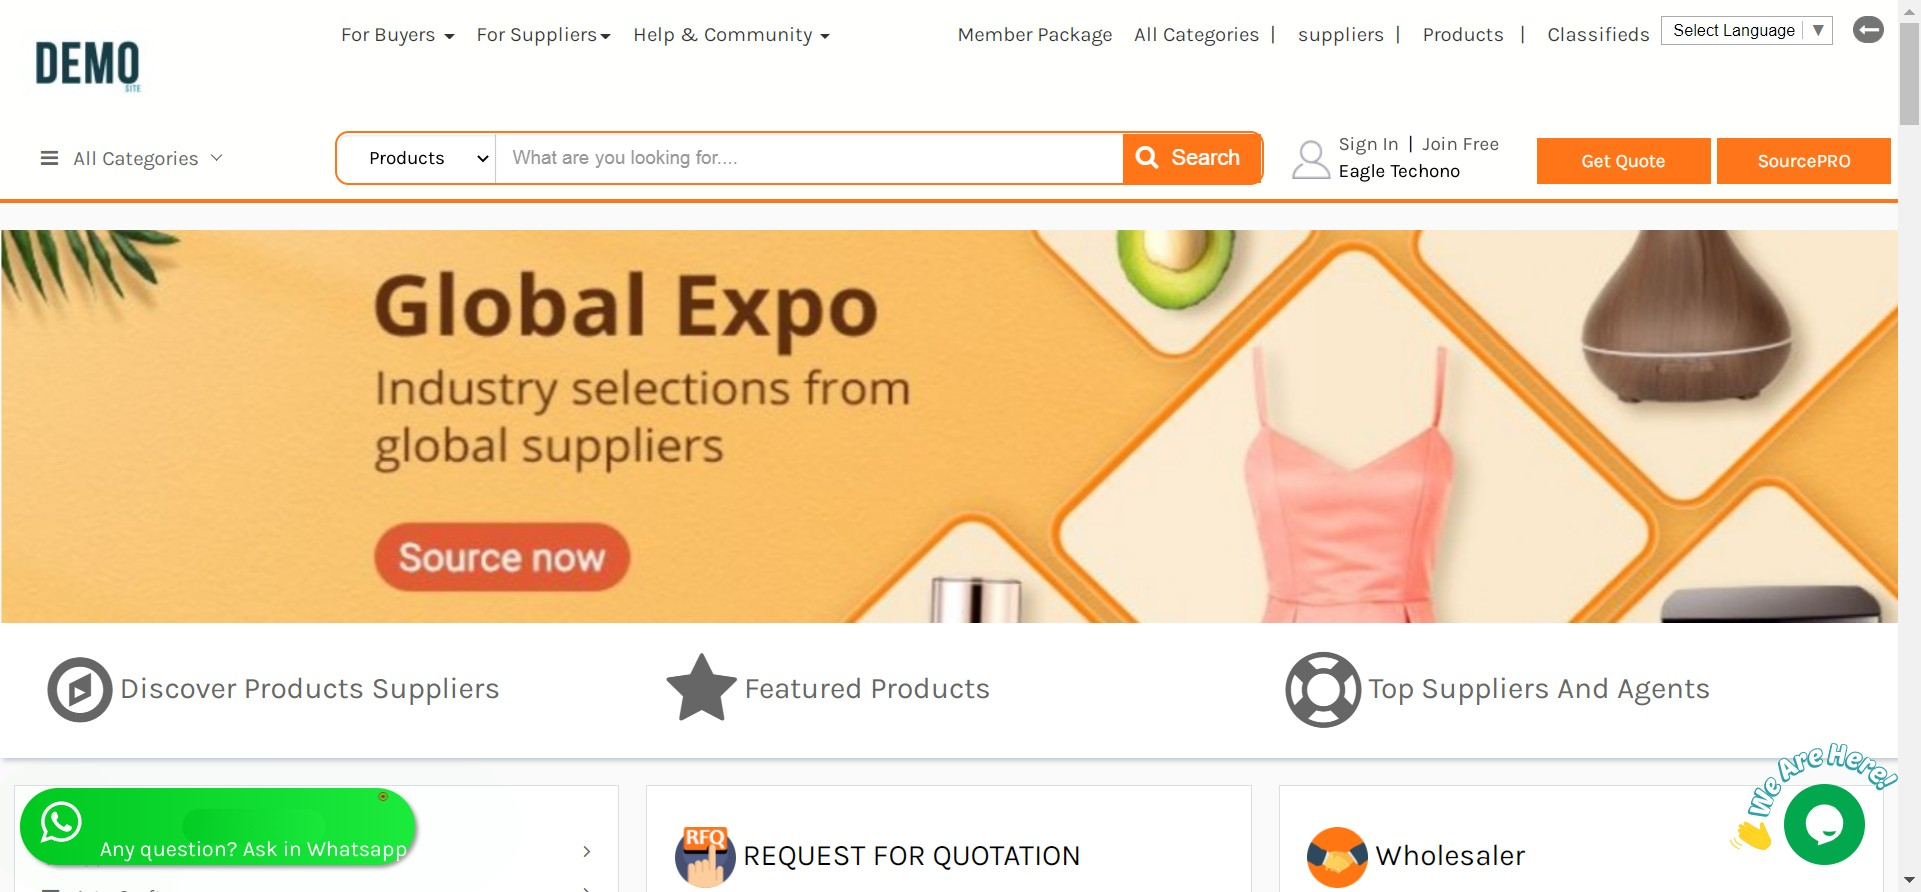 For Buyers
For Suppliers
Help & Community
Member Package
All Categories |
suppliers |
Products |
Classifieds
Select Language
▼
DEMO
SITE
All Categories
Products
What are you looking for....
Search
Sign In | Join Free
Eagle Techono
Get Quote
SourcePRO
Global Expo
Industry selections from
global suppliers
Source now
Discover Products Suppliers
Featured Products
Top Suppliers And Agents
We Are Here!
Any question? Ask in Whatsapp
RFQ
REQUEST FOR QUOTATION
Wholesaler